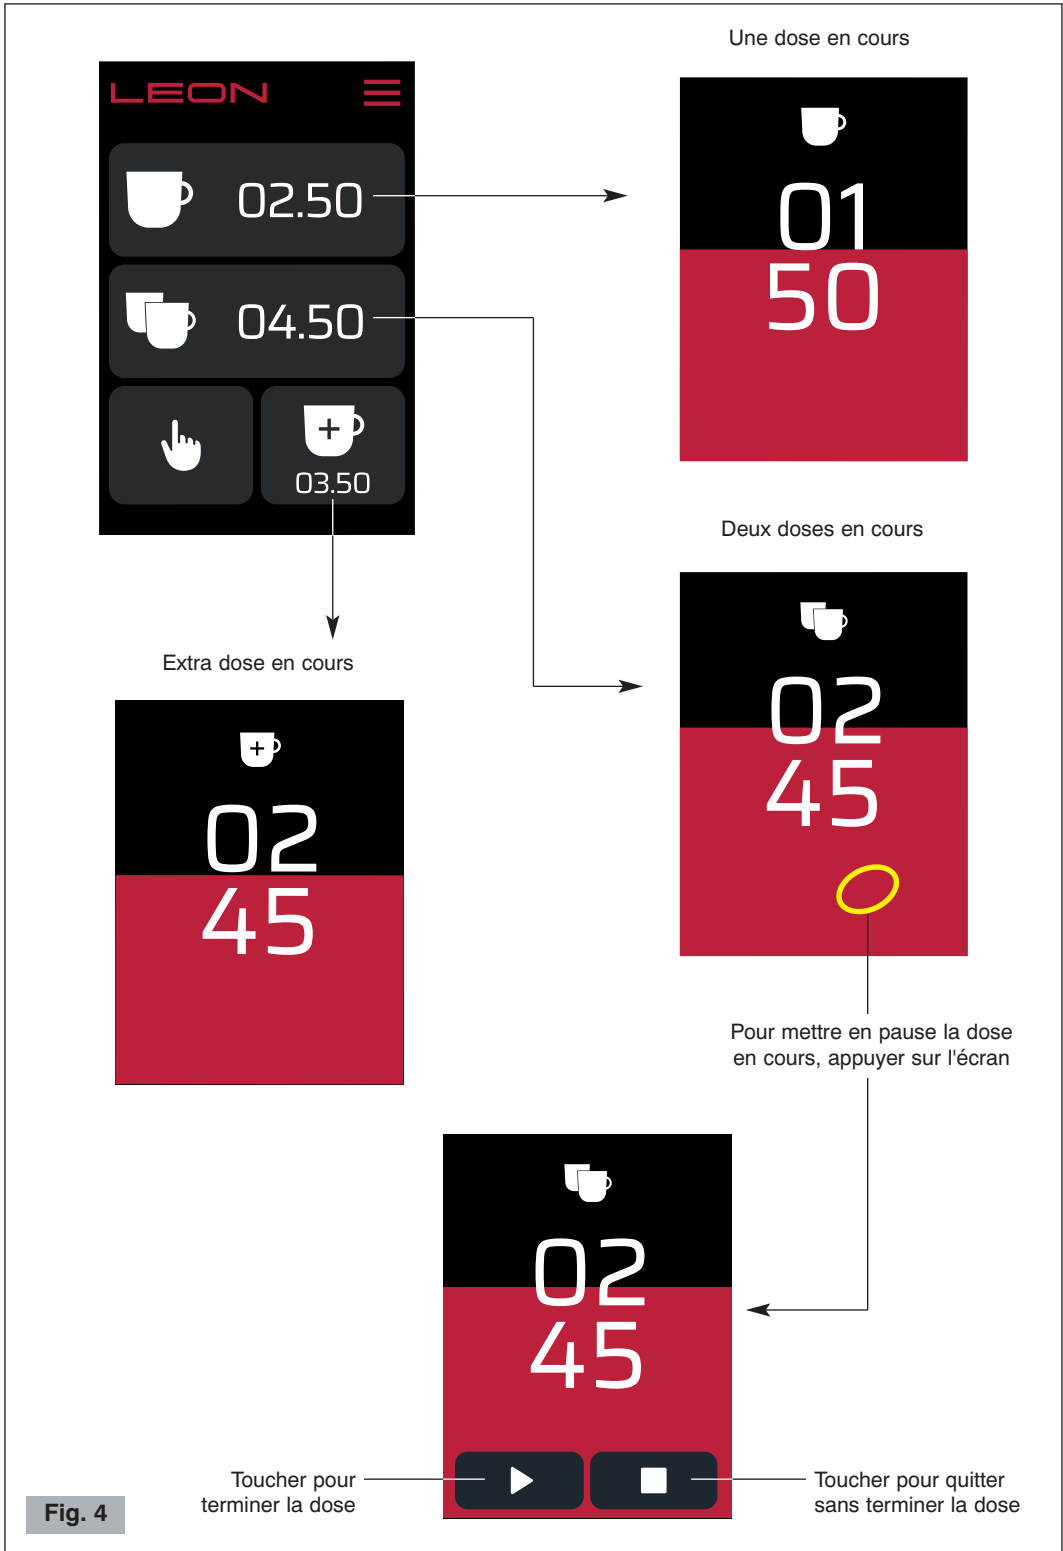 Une dose en cours
LEON
02.50
01
50
04.50
03.50
Deux doses en cours
02
45
Extra dose en cours
02
45
Pour mettre en pause la dose
en cours, appuyer sur l'écran
02
45
Toucher pour
terminer la dose
Toucher pour quitter
sans terminer la dose
Fig. 4